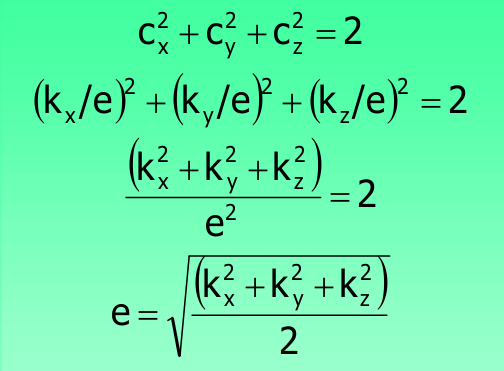 c_x^2 + c_y^2 + c_z^2 = 2
(k_x/e)^2 + (k_y/e)^2 + (k_z/e)^2 = 2
(k_x^2 + k_y^2 + k_z^2) / e^2 = 2
e = √((k_x^2 + k_y^2 + k_z^2) / 2)